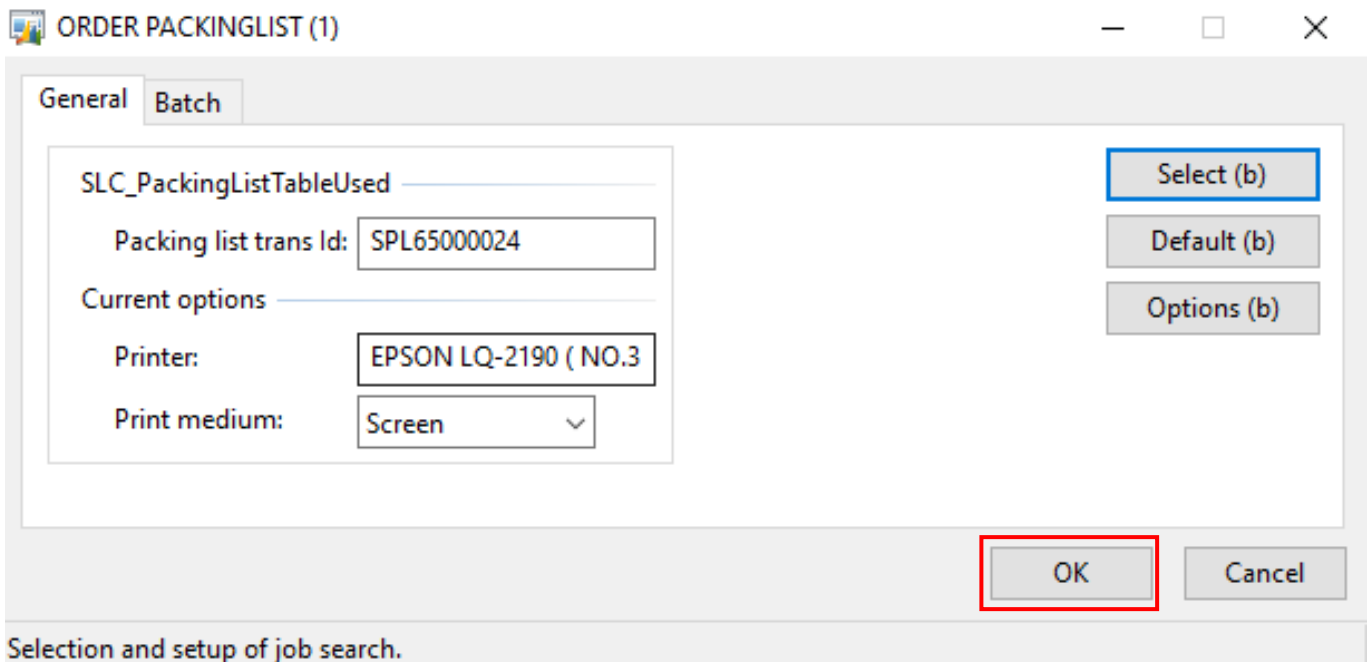 ORDER PACKINGLIST (1)
General
Batch
SLC_PackingListTableUsed
Packing list trans Id: SPL65000024
Current options
Printer: EPSON LQ-2190 ( NO.3
Print medium: Screen
Select (b)
Default (b)
Options (b)
OK
Cancel
Selection and setup of job search.